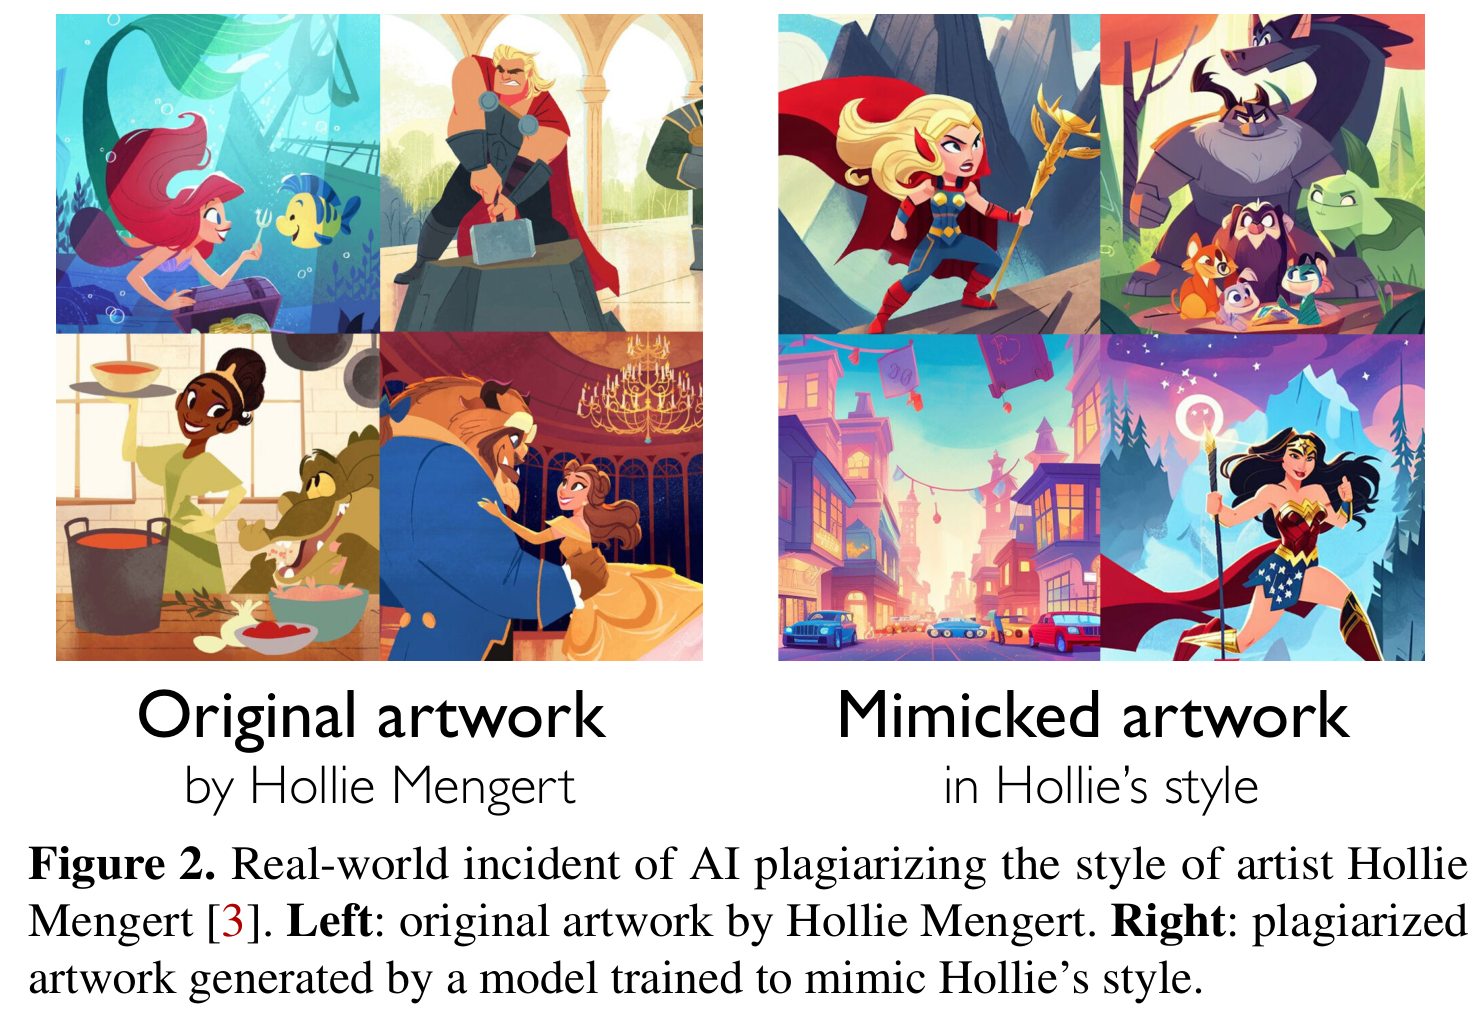 Original artwork
by Hollie Mengert
Mimicked artwork
in Hollie's style
Figure 2. Real-world incident of AI plagiarizing the style of artist Hollie
Mengert [3]. Left: original artwork by Hollie Mengert. Right: plagiarized
artwork generated by a model trained to mimic Hollie's style.